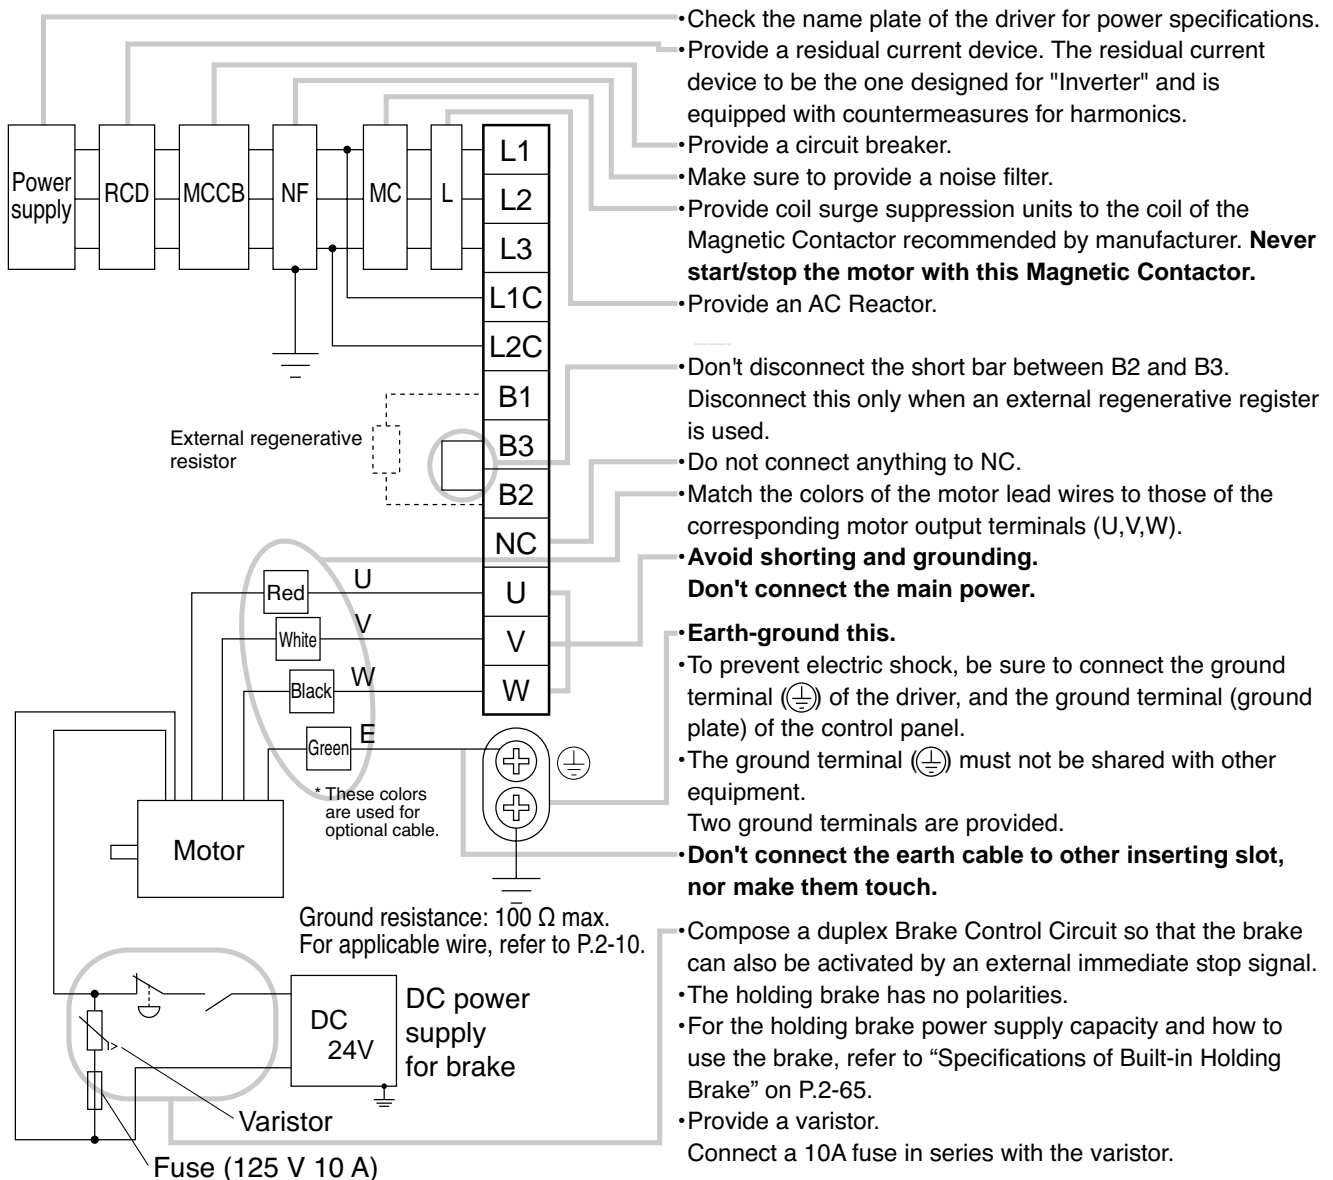 •Check the name plate of the driver for power specifications.
•Provide a residual current device. The residual current
device to be the one designed for "Inverter" and is
equipped with countermeasures for harmonics.
•Provide a circuit breaker.
•Make sure to provide a noise filter.
•Provide coil surge suppression units to the coil of the
Magnetic Contactor recommended by manufacturer. Never
start/stop the motor with this Magnetic Contactor.
•Provide an AC Reactor.
•Don't disconnect the short bar between B2 and B3.
Disconnect this only when an external regenerative register
is used.
•Do not connect anything to NC.
•Match the colors of the motor lead wires to those of the
corresponding motor output terminals (U,V,W).
•Avoid shorting and grounding.
Don't connect the main power.
•Earth-ground this.
•To prevent electric shock, be sure to connect the ground
terminal (⏚) of the driver, and the ground terminal (ground
plate) of the control panel.
•The ground terminal (⏚) must not be shared with other
equipment.
Two ground terminals are provided.
•Don't connect the earth cable to other inserting slot,
nor make them touch.
•Compose a duplex Brake Control Circuit so that the brake
can also be activated by an external immediate stop signal.
•The holding brake has no polarities.
•For the holding brake power supply capacity and how to
use the brake, refer to “Specifications of Built-in Holding
Brake” on P.2-65.
•Provide a varistor.
Connect a 10A fuse in series with the varistor.
Power
supply
RCD
MCCB
NF
MC
L
L1
L2
L3
L1C
L2C
B1
B3
B2
NC
U
V
W
External regenerative
resistor
Red
U
White
V
Black
W
Green
E
* These colors
are used for
optional cable.
Motor
Ground resistance: 100 Ω max.
For applicable wire, refer to P.2-10.
DC
24V
DC power
supply
for brake
Varistor
Fuse (125 V 10 A)